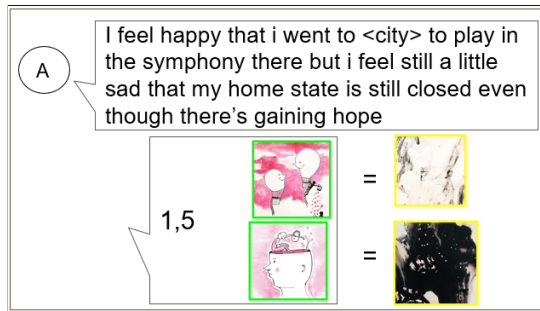 I feel happy that i went to <city> to play in
the symphony there but i feel still a little
sad that my home state is still closed even
though there's gaining hope
A
1,5
=
=